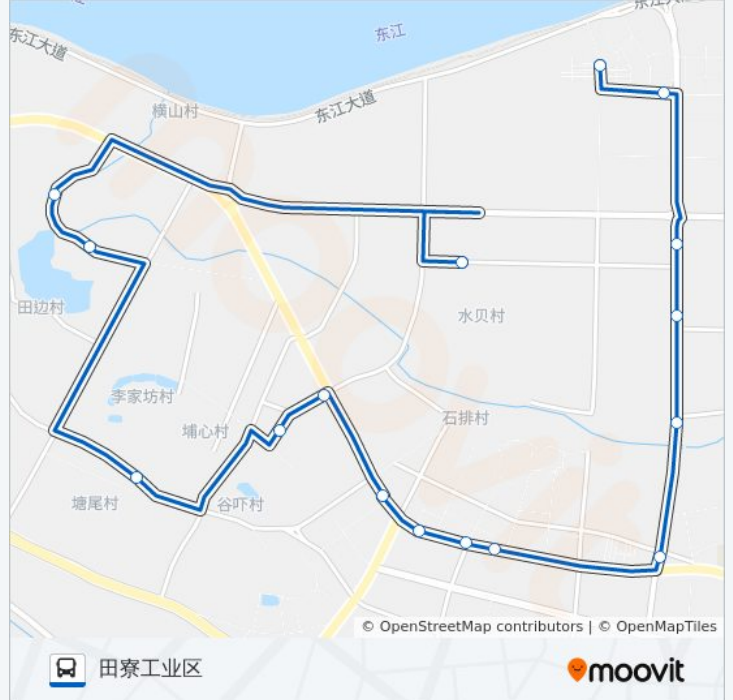 东江大道
东江
东江大道
横山村
东江大道
田边村
水贝村
李家坊村
石排村
埔心村
塘尾村
谷吓村
© OpenStreetMap contributors | © OpenMapTiles
田寮工业区
moovit